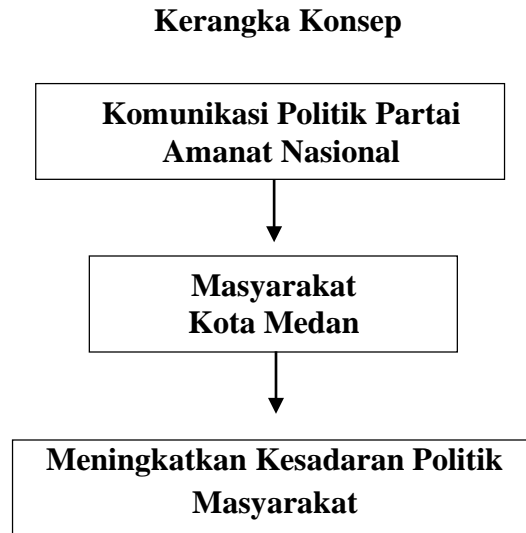 Kerangka Konsep
Komunikasi Politik Partai
Amanat Nasional
Masyarakat
Kota Medan
Meningkatkan Kesadaran Politik
Masyarakat